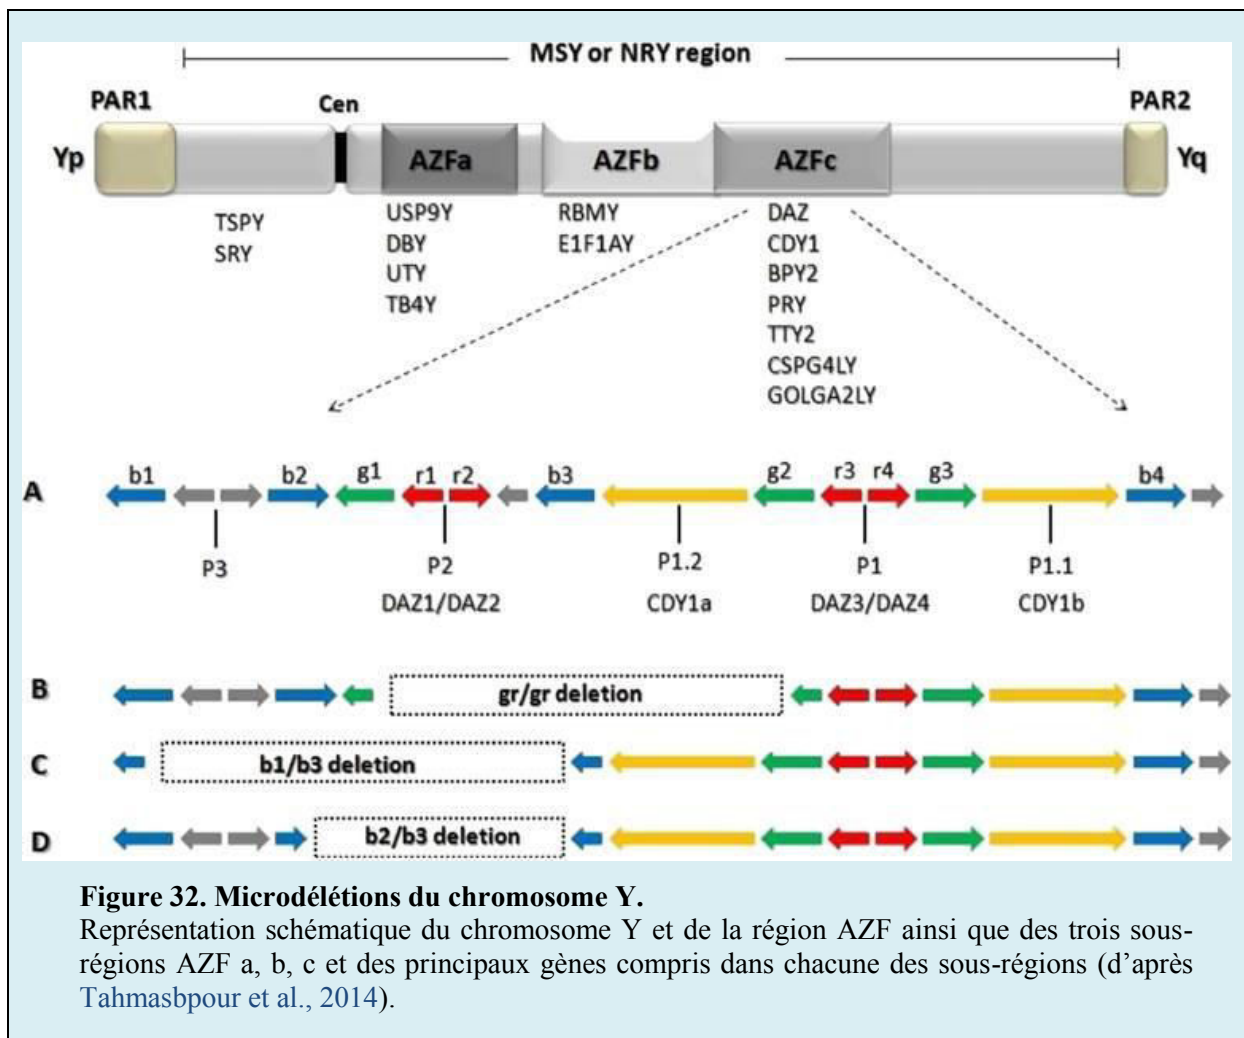 MSY or NRY region
PAR1 Cen PAR2
Yp AZFa AZFb AZFc Yq
TSPY USP9Y RBMY DAZ
SRY DBY E1F1AY CDY1
UTY BPY2
TB4Y PRY
TTY2
CSPG4LY
GOLGA2LY
b1 b2 g1 r1 r2 b3 g2 r3 r4 g3 b4
A
P3 P2 P1.2 P1 P1.1
DAZ1/DAZ2 CDY1a DAZ3/DAZ4 CDY1b
B gr/gr deletion
C b1/b3 deletion
D b2/b3 deletion
Figure 32. Microdélétions du chromosome Y.
Représentation schématique du chromosome Y et de la région AZF ainsi que des trois sous-
régions AZF a, b, c et des principaux gènes compris dans chacune des sous-régions (d’après
Tahmasbpour et al., 2014).